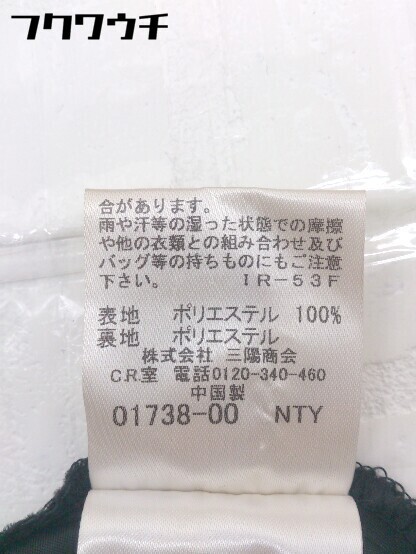 フクワウチ
合があります。
雨や汗等の湿った状態での摩擦
や他の衣類との組み合わせ及び
バッグ等の持ちものにもご注意
下さい。 IR-53F
表地 ポリエステル 100%
裏地 ポリエステル
株式会社 三陽商会
C.R.室 電話0120-340-460
中国製
01738-00 NTY